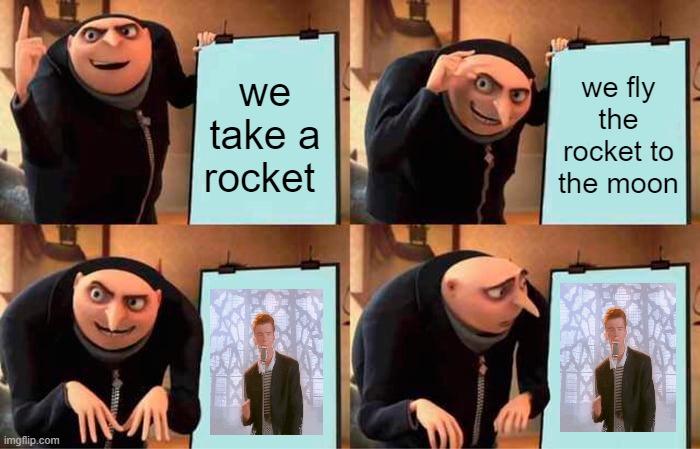 we
take a
rocket
we fly
the
rocket to
the moon
imgflip.com